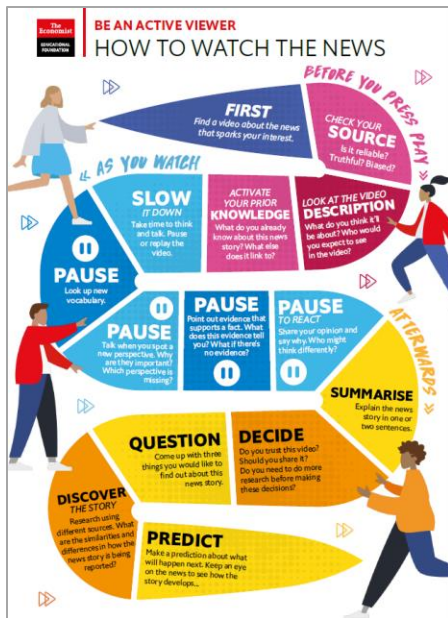 The
Economist
EDUCATIONAL
FOUNDATION
BE AN ACTIVE VIEWER
HOW TO WATCH THE NEWS
BEFORE YOU PRESS PLAY
FIRST
Find a video about the news
that sparks your interest.
CHECK YOUR
SOURCE
Is it reliable?
Truthful? Biased?
LOOK AT THE VIDEO
DESCRIPTION
What do you think it'll
be about? Who would
you expect to see
in the video?
ACTIVATE
YOUR PRIOR
KNOWLEDGE
What do you already
know about this news
story? What else
does it link to?
AS YOU WATCH
SLOW
IT DOWN
Take time to think
and talk. Pause
or replay the
video.
PAUSE
Look up new
vocabulary.
PAUSE
Talk when you spot a
new perspective. Why
are they important?
Which perspective is
missing?
PAUSE
Point out evidence that
supports a fact. What
does this evidence tell
you? What if there's
no evidence?
PAUSE
TO REACT
Share your opinion and
say why. Who might
think differently?
AFTERWARDS
SUMMARISE
Explain the news
story in one or
two sentences.
DECIDE
Do you trust this video?
Should you share it?
Do you need to do more
research before making
these decisions?
QUESTION
Come up with three
things you would like to
find out about this
news story.
DISCOVER
THE STORY
Research using
different sources. What
are the similarities and
differences in how the
news story is being
reported?
PREDICT
Make a prediction about what
will happen next. Keep an eye
on the news to see how the
story develops...